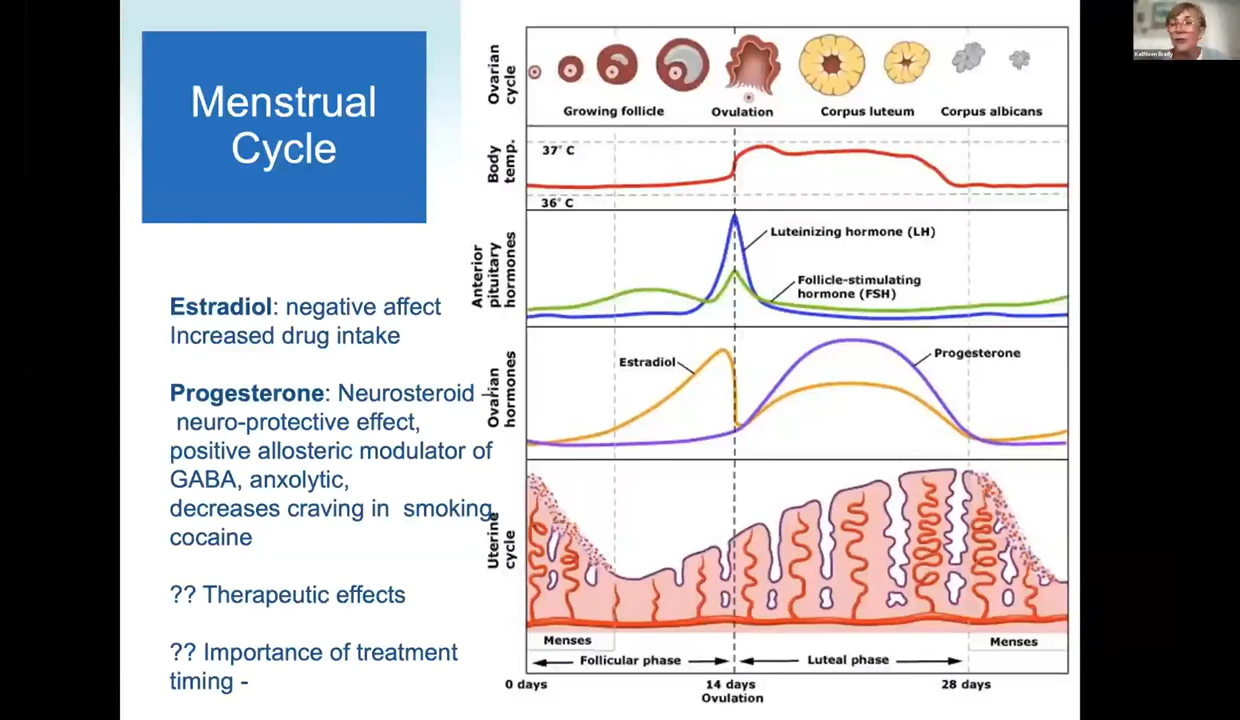 Menstrual
Cycle
Estradiol: negative affect
Increased drug intake
Progesterone: Neurosteroid –
neuro-protective effect,
positive allosteric modulator of
GABA, anxolytic,
decreases craving in smoking,
cocaine
?? Therapeutic effects
?? Importance of treatment
timing -
Ovarian
cycle
Growing follicle
Ovulation
Corpus luteum
Corpus albicans
Body
temp.
37° C
36° C
Anterior
pituitary
hormones
Luteinizing hormone (LH)
Follicle-stimulating
hormone (FSH)
Ovarian
hormones
Estradiol
Progesterone
Uterine
cycle
Menses
Menses
Follicular phase
Luteal phase
0 days
14 days
28 days
Ovulation
Kathleen Brady